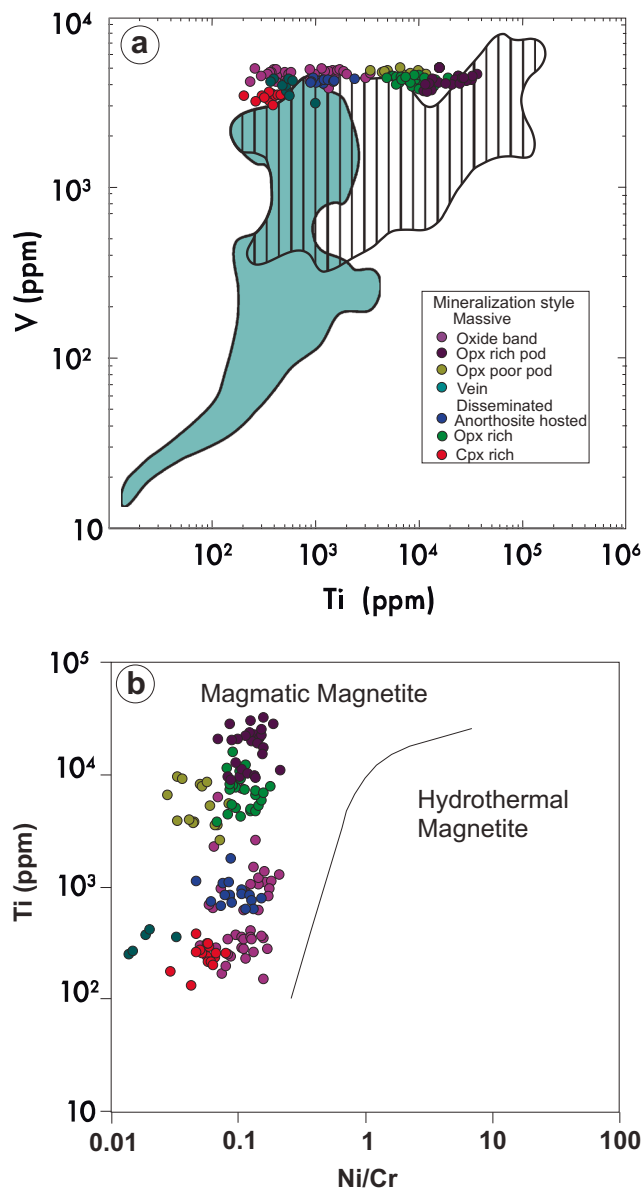 a
10⁴
10³
10²
10
V (ppm)
10²
10³
10⁴
10⁵
10⁶
Ti (ppm)
Mineralization style
Massive
Oxide band
Opx rich pod
Opx poor pod
Vein
Disseminated
Anorthosite hosted
Opx rich
Cpx rich
b
10⁵
10⁴
10³
10²
10
Ti (ppm)
Magmatic Magnetite
Hydrothermal
Magnetite
0.01
0.1
1
10
100
Ni/Cr